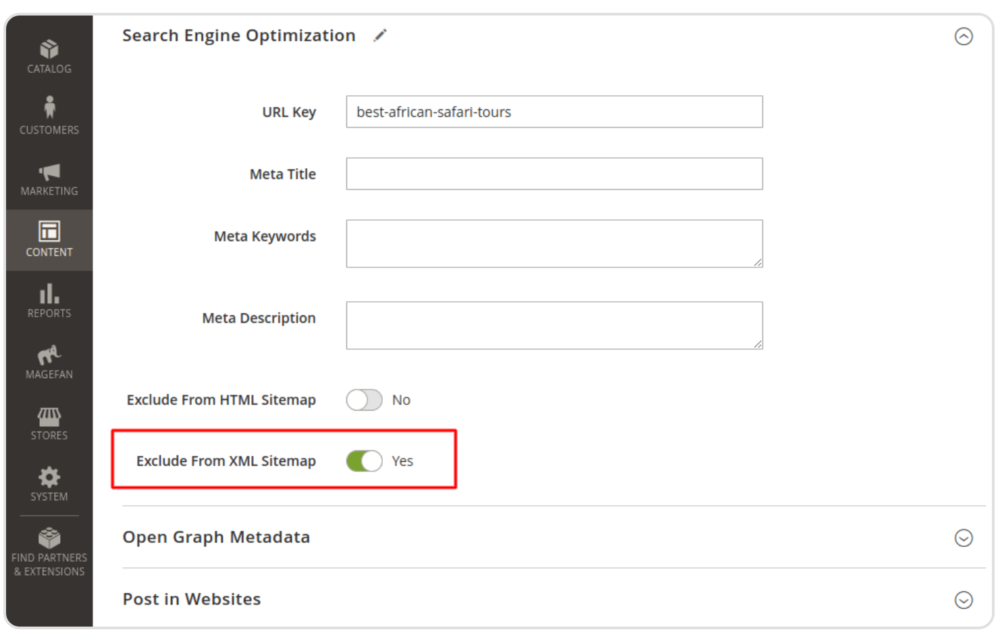 CATALOG
CUSTOMERS
MARKETING
CONTENT
REPORTS
MAGEFAN
STORES
SYSTEM
FIND PARTNERS
& EXTENSIONS
Search Engine Optimization
URL Key best-african-safari-tours
Meta Title
Meta Keywords
Meta Description
Exclude From HTML Sitemap No
Exclude From XML Sitemap Yes
Open Graph Metadata
Post in Websites